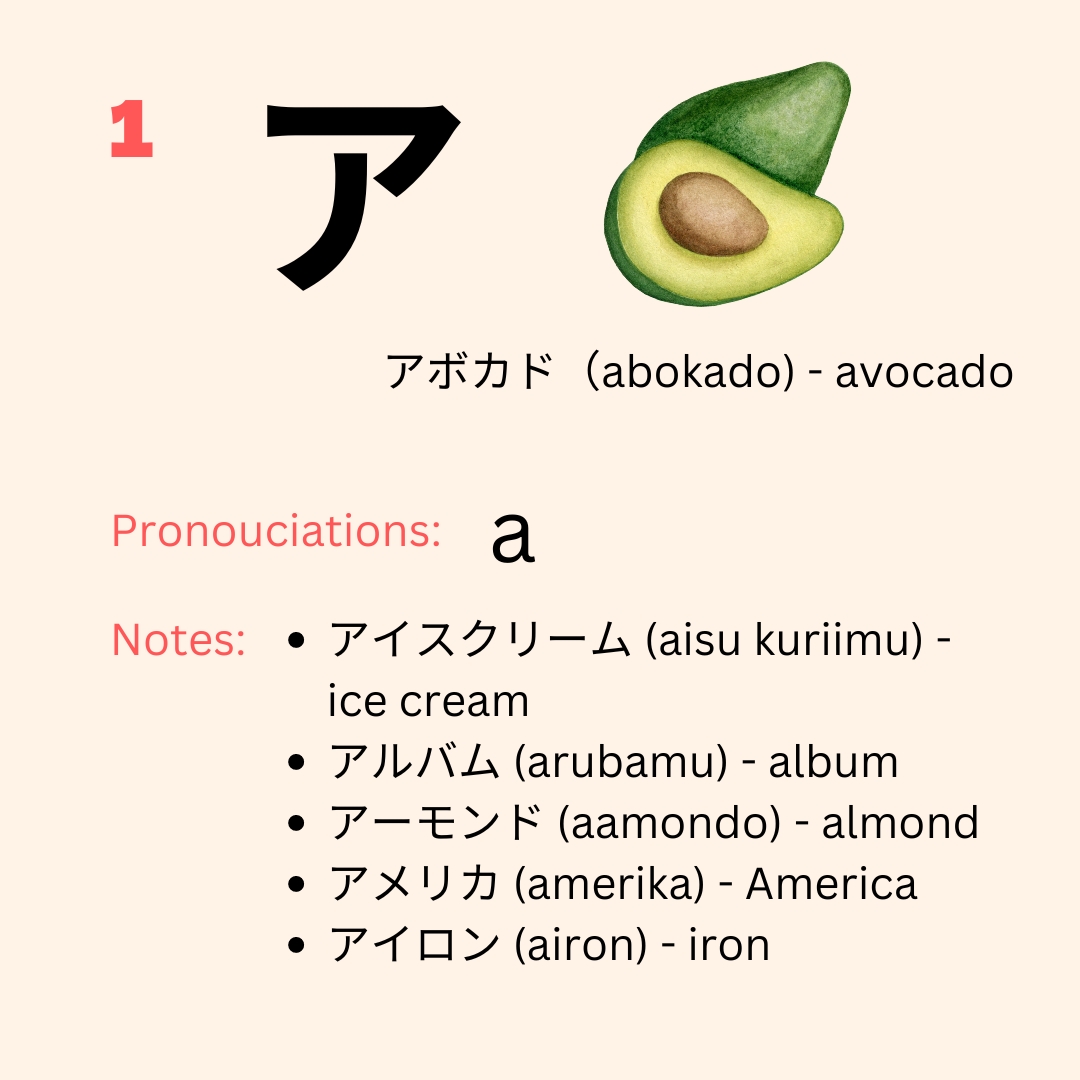 1
ア
アボカド（abokado) - avocado
Pronouciations: a
Notes:
• アイスクリーム (aisu kuriimu) -
ice cream
• アルバム (arubamu) - album
• アーモンド (aamondo) - almond
• アメリカ (amerika) - America
• アイロン (airon) - iron